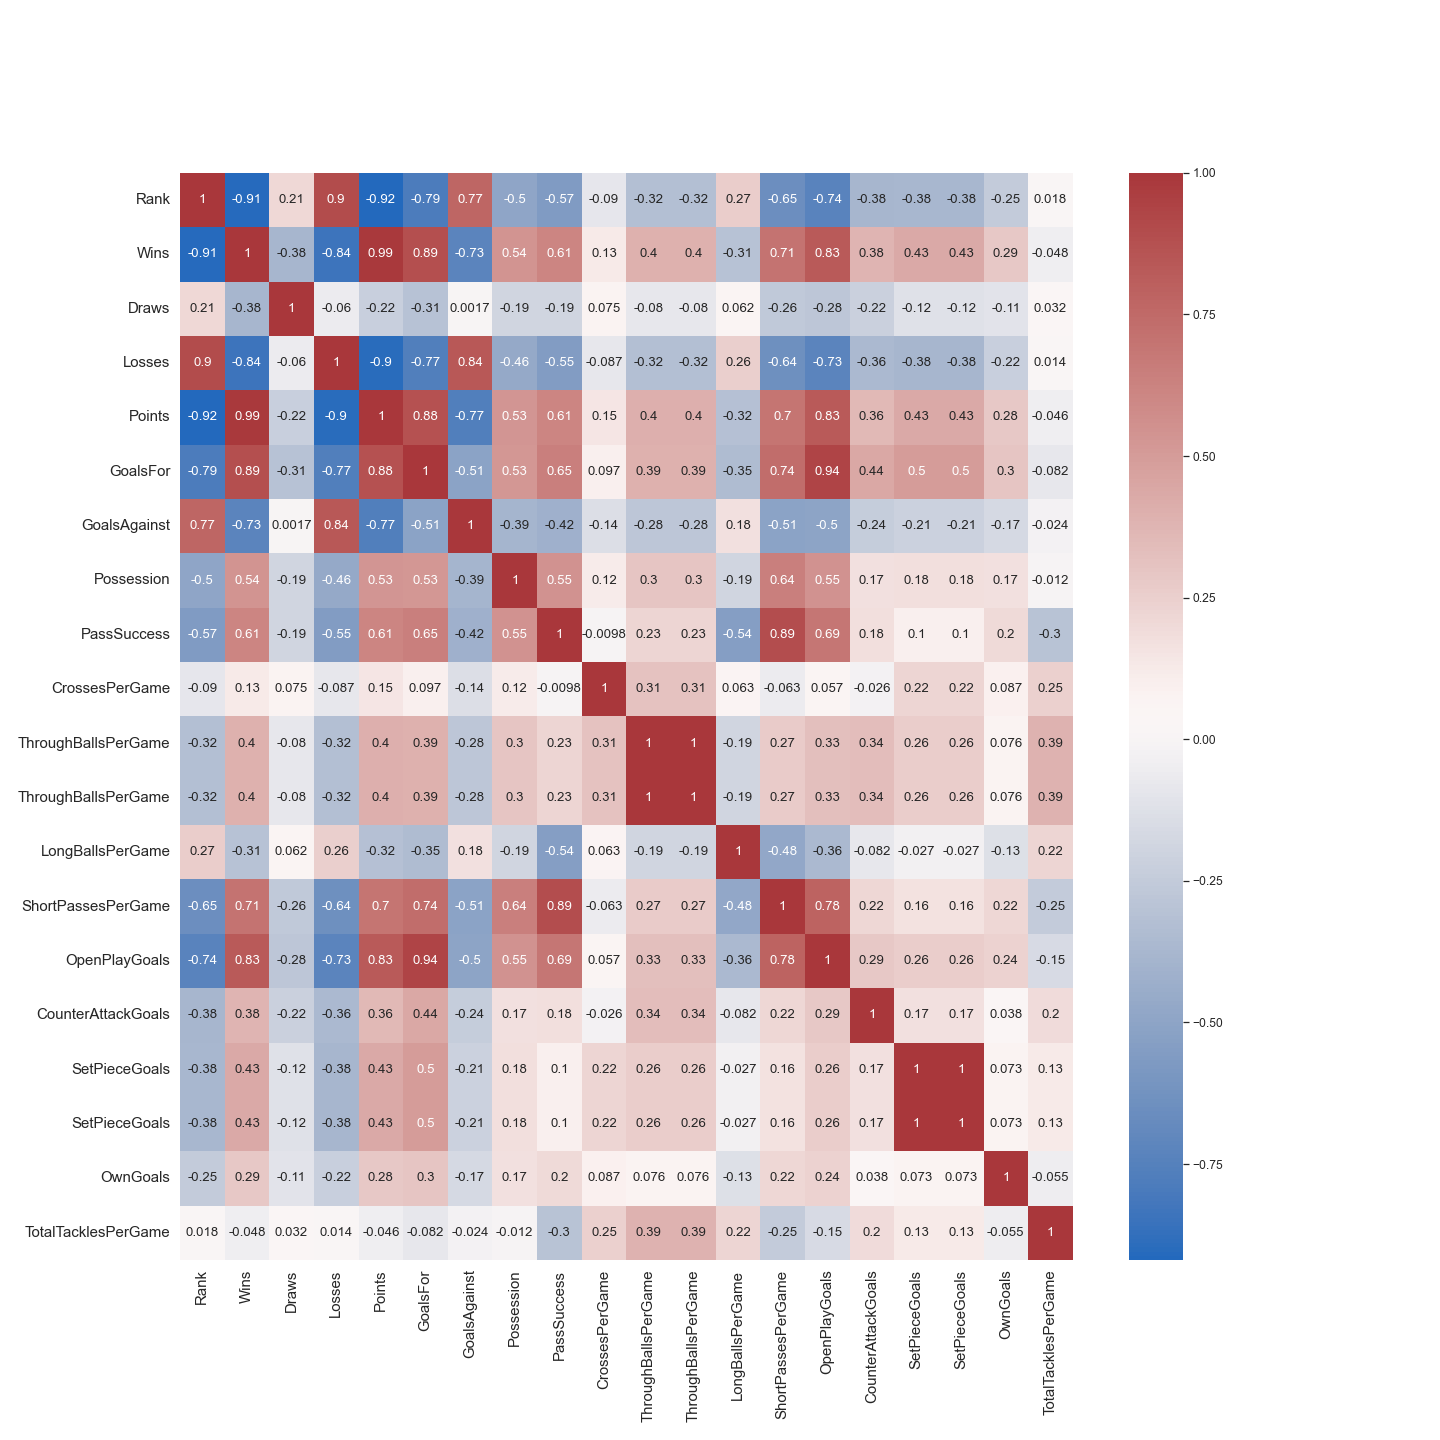 Rank 1 -0.91 0.21 0.9 -0.92 -0.79 0.77 -0.5 -0.57 -0.09 -0.32 -0.32 0.27 -0.65 -0.74 -0.38 -0.38 -0.38 -0.25 0.018
Wins -0.91 1 -0.38 -0.84 0.99 0.89 -0.73 0.54 0.61 0.13 0.4 0.4 -0.31 0.71 0.83 0.38 0.43 0.43 0.29 -0.048
Draws 0.21 -0.38 1 -0.06 -0.22 -0.31 0.0017 -0.19 -0.19 0.075 -0.08 -0.08 0.062 -0.26 -0.28 -0.22 -0.12 -0.12 -0.11 0.032
Losses 0.9 -0.84 -0.06 1 -0.9 -0.77 0.84 -0.46 -0.55 -0.087 -0.32 -0.32 0.26 -0.64 -0.73 -0.36 -0.38 -0.38 -0.22 0.014
Points -0.92 0.99 -0.22 -0.9 1 0.88 -0.77 0.53 0.61 0.15 0.4 0.4 -0.32 0.7 0.83 0.36 0.43 0.43 0.28 -0.046
GoalsFor -0.79 0.89 -0.31 -0.77 0.88 1 -0.51 0.53 0.65 0.097 0.39 0.39 -0.35 0.74 0.94 0.44 0.5 0.5 0.3 -0.082
GoalsAgainst 0.77 -0.73 0.0017 0.84 -0.77 -0.51 1 -0.39 -0.42 -0.14 -0.28 -0.28 0.18 -0.51 -0.5 -0.24 -0.21 -0.21 -0.17 -0.024
Possession -0.5 0.54 -0.19 -0.46 0.53 0.53 -0.39 1 0.55 0.12 0.3 0.3 -0.19 0.64 0.55 0.17 0.18 0.18 0.17 -0.012
PassSuccess -0.57 0.61 -0.19 -0.55 0.61 0.65 -0.42 0.55 1 -0.0098 0.23 0.23 -0.54 0.89 0.69 0.18 0.1 0.1 0.2 -0.3
CrossesPerGame -0.09 0.13 0.075 -0.087 0.15 0.097 -0.14 0.12 -0.0098 1 0.31 0.31 0.063 -0.063 0.057 -0.026 0.22 0.22 0.087 0.25
ThroughBallsPerGame -0.32 0.4 -0.08 -0.32 0.4 0.39 -0.28 0.3 0.23 0.31 1 1 -0.19 0.27 0.33 0.34 0.26 0.26 0.076 0.39
ThroughBallsPerGame -0.32 0.4 -0.08 -0.32 0.4 0.39 -0.28 0.3 0.23 0.31 1 1 -0.19 0.27 0.33 0.34 0.26 0.26 0.076 0.39
LongBallsPerGame 0.27 -0.31 0.062 0.26 -0.32 -0.35 0.18 -0.19 -0.54 0.063 -0.19 -0.19 1 -0.48 -0.36 -0.082 -0.027 -0.027 -0.13 0.22
ShortPassesPerGame -0.65 0.71 -0.26 -0.64 0.7 0.74 -0.51 0.64 0.89 -0.063 0.27 0.27 -0.48 1 0.78 0.22 0.16 0.16 0.22 -0.25
OpenPlayGoals -0.74 0.83 -0.28 -0.73 0.83 0.94 -0.5 0.55 0.69 0.057 0.33 0.33 -0.36 0.78 1 0.29 0.26 0.26 0.24 -0.15
CounterAttackGoals -0.38 0.38 -0.22 -0.36 0.36 0.44 -0.24 0.17 0.18 -0.026 0.34 0.34 -0.082 0.22 0.29 1 0.17 0.17 0.038 0.2
SetPieceGoals -0.38 0.43 -0.12 -0.38 0.43 0.5 -0.21 0.18 0.1 0.22 0.26 0.26 -0.027 0.16 0.26 0.17 1 1 0.073 0.13
SetPieceGoals -0.38 0.43 -0.12 -0.38 0.43 0.5 -0.21 0.18 0.1 0.22 0.26 0.26 -0.027 0.16 0.26 0.17 1 1 0.073 0.13
OwnGoals -0.25 0.29 -0.11 -0.22 0.28 0.3 -0.17 0.17 0.2 0.087 0.076 0.076 -0.13 0.22 0.24 0.038 0.073 0.073 1 -0.055
TotalTacklesPerGame 0.018 -0.048 0.032 0.014 -0.046 -0.082 -0.024 -0.012 -0.3 0.25 0.39 0.39 0.22 -0.25 -0.15 0.2 0.13 0.13 -0.055 1
Rank
Wins
Draws
Losses
Points
GoalsFor
GoalsAgainst
Possession
PassSuccess
CrossesPerGame
ThroughBallsPerGame
ThroughBallsPerGame
LongBallsPerGame
ShortPassesPerGame
OpenPlayGoals
CounterAttackGoals
SetPieceGoals
SetPieceGoals
OwnGoals
TotalTacklesPerGame
1.00
0.75
0.50
0.25
0.00
−0.25
−0.50
−0.75